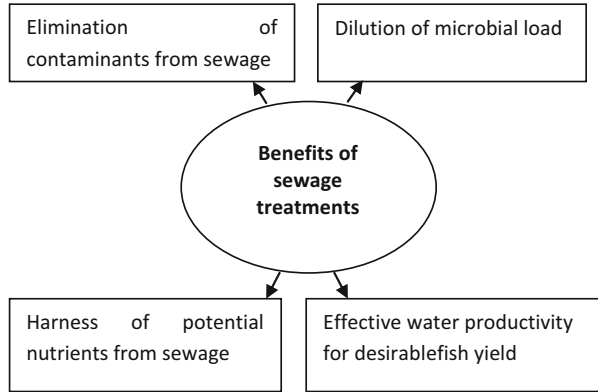 Elimination of
contaminants from sewage
Dilution of microbial load
Benefits of
sewage
treatments
Harness of potential
nutrients from sewage
Effective water productivity
for desirablefish yield